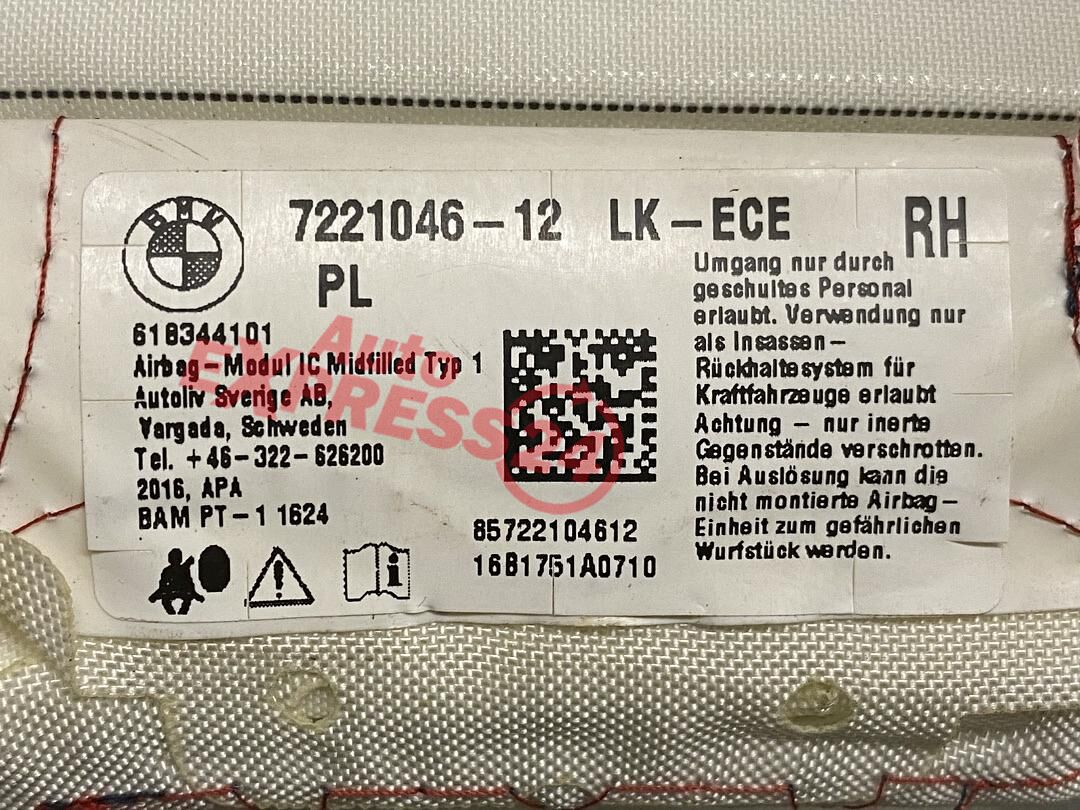 BMW
7221046-12 LK-ECE
RH
PL
618344101
Airbag-Modul IC Midfilled Typ 1
Autoliv Sverige AB,
Vargada, Schweden
Tel. +46-322-626200
2016, APA
BAM PT-1 1624
85722104612
16B1751A0710
Umgang nur durch
geschultes Personal
erlaubt. Verwendung nur
als Insassen-
Rückhaltesystem für
Kraftfahrzeuge erlaubt
Achtung - nur inerte
Gegenstände verschrotten.
Bei Auslösung kann die
nicht montierte Airbag-
Einheit zum gefährlichen
Wurfstück werden.
Auto
EXPRESS24